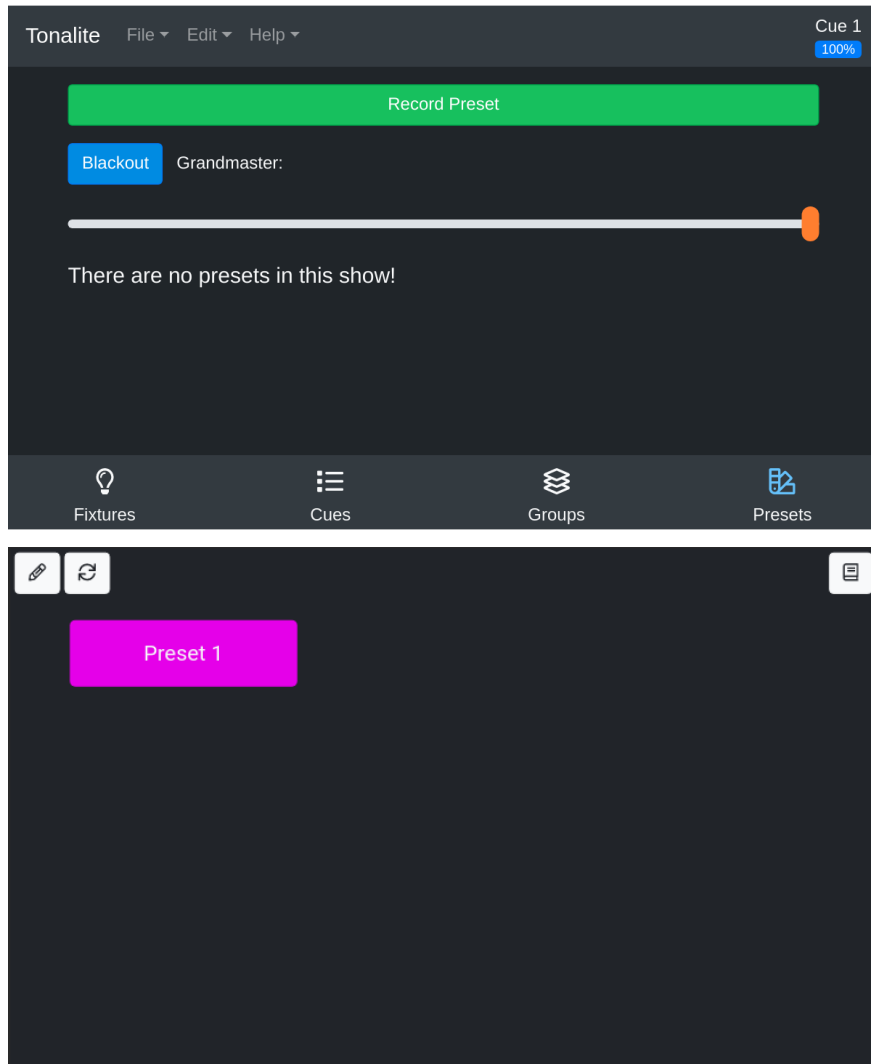 Tonalite File Edit Help Cue 1
100%
Record Preset
Blackout Grandmaster:
There are no presets in this show!
Fixtures Cues Groups Presets
Preset 1